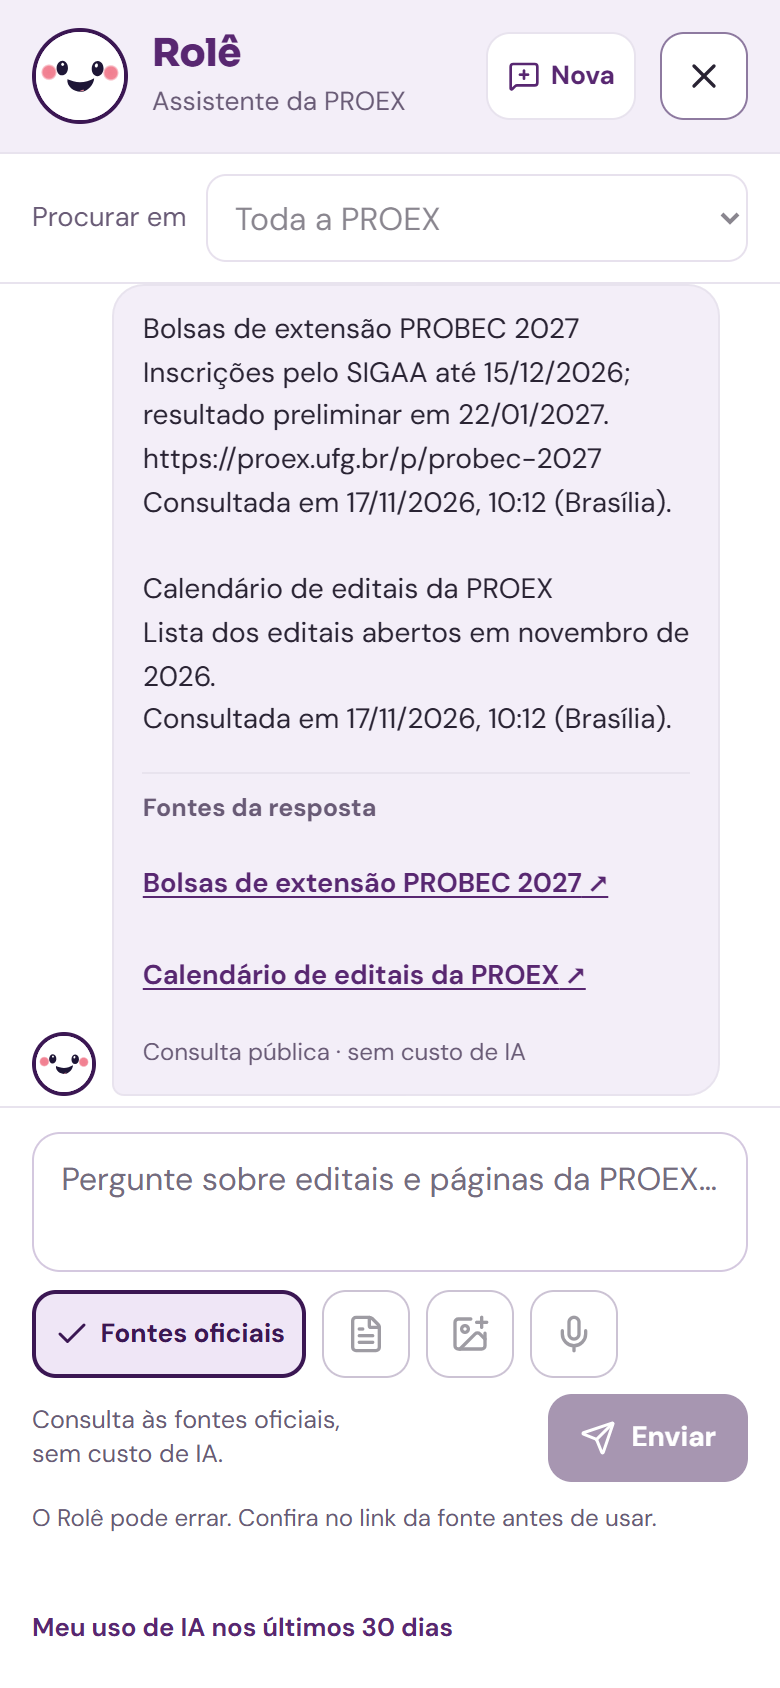 Rolê
Assistente da PROEX
Nova
Procurar em
Toda a PROEX
Bolsas de extensão PROBEC 2027
Inscrições pelo SIGAA até 15/12/2026;
resultado preliminar em 22/01/2027.
https://proex.ufg.br/p/probec-2027
Consultada em 17/11/2026, 10:12 (Brasília).
Calendário de editais da PROEX
Lista dos editais abertos em novembro de
2026.
Consultada em 17/11/2026, 10:12 (Brasília).
Fontes da resposta
Bolsas de extensão PROBEC 2027 ↗
Calendário de editais da PROEX ↗
Consulta pública · sem custo de IA
Pergunte sobre editais e páginas da PROEX...
Fontes oficiais
Consulta às fontes oficiais,
sem custo de IA.
Enviar
O Rolê pode errar. Confira no link da fonte antes de usar.
Meu uso de IA nos últimos 30 dias